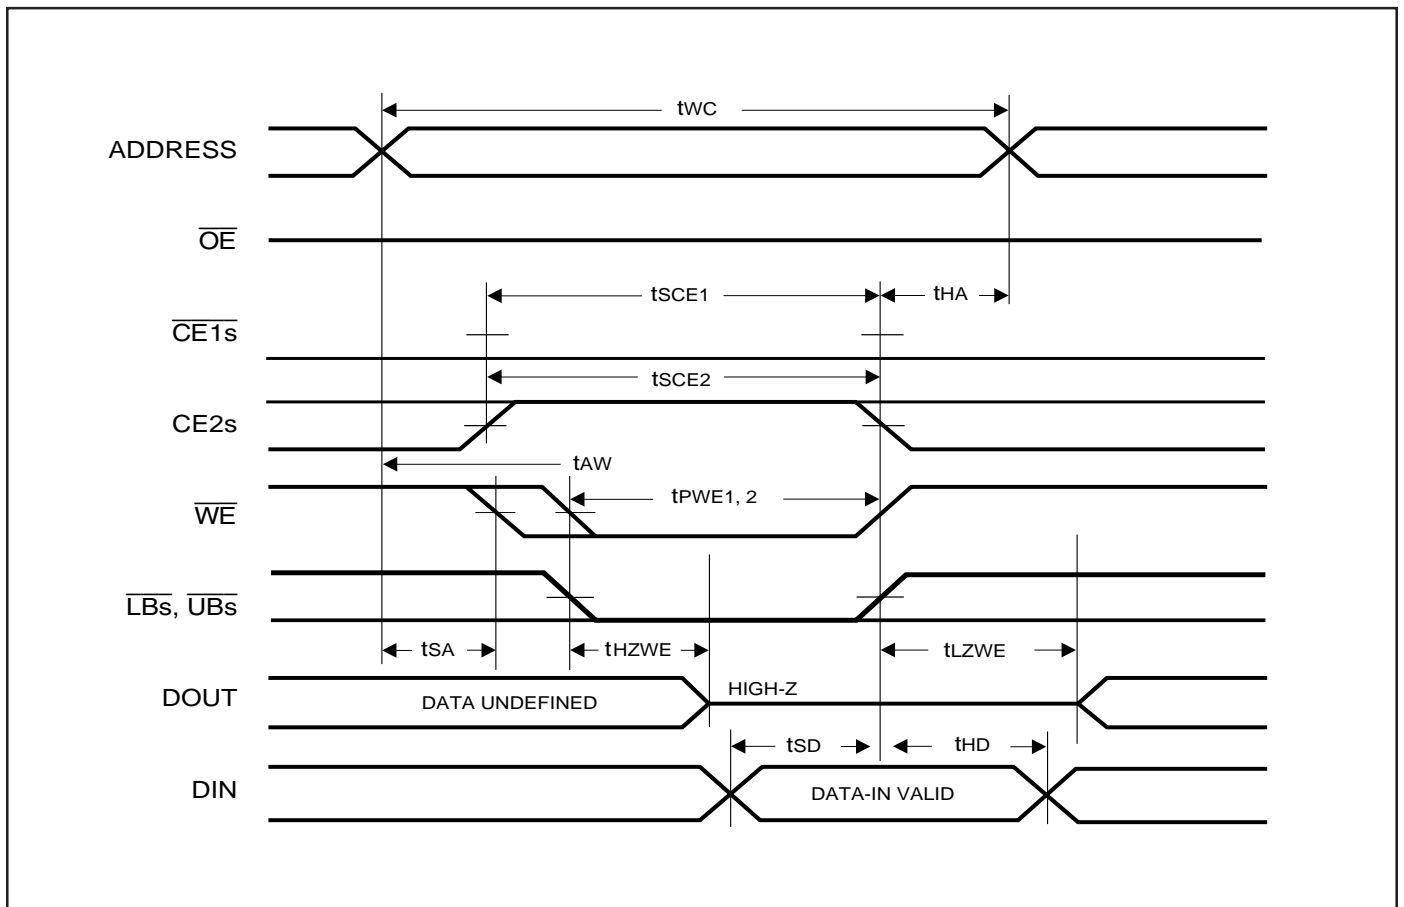 tWC
ADDRESS
OE
tSCE1
tHA
CE1s
tSCE2
CE2s
tAW
tPWE1, 2
WE
LBs, UBs
tSA
tHZWE
tLZWE
DOUT
DATA UNDEFINED
HIGH-Z
tSD
tHD
DIN
DATA-IN VALID